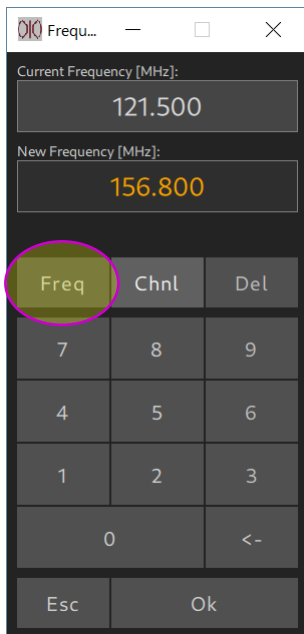 Frequ...
Current Frequency [MHz]:
121.500
New Frequency [MHz]:
156.800
Freq Chnl Del
7 8 9
4 5 6
1 2 3
0 <-
Esc Ok